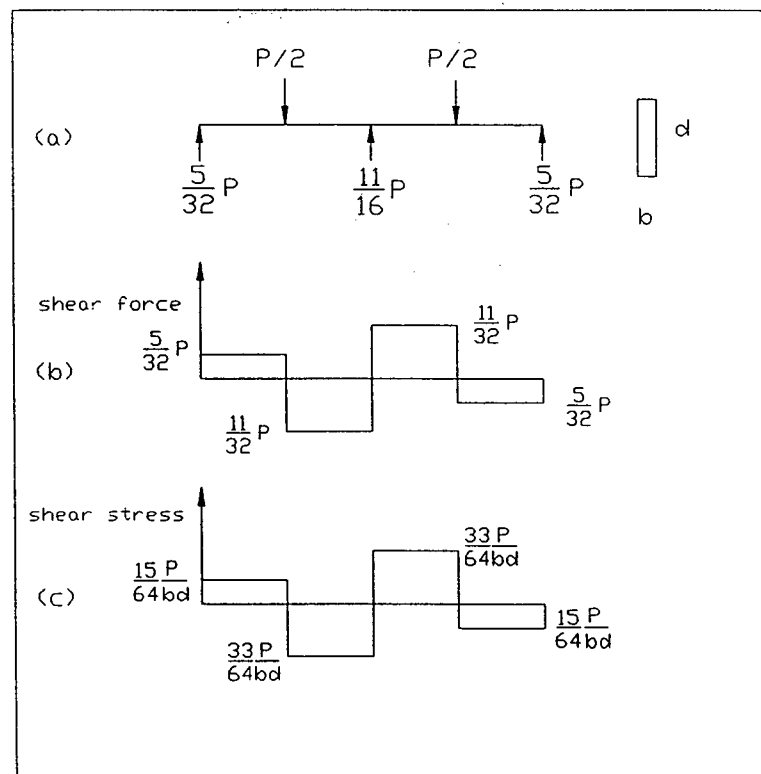 P/2 P/2
(a) d
5/32 P 11/16 P 5/32 P
b
shear force
11/32 P
5/32 P
(b)
5/32 P
11/32 P
shear stress
33 P/64bd
15 P/64bd
(c)
15 P/64bd
33 P/64bd